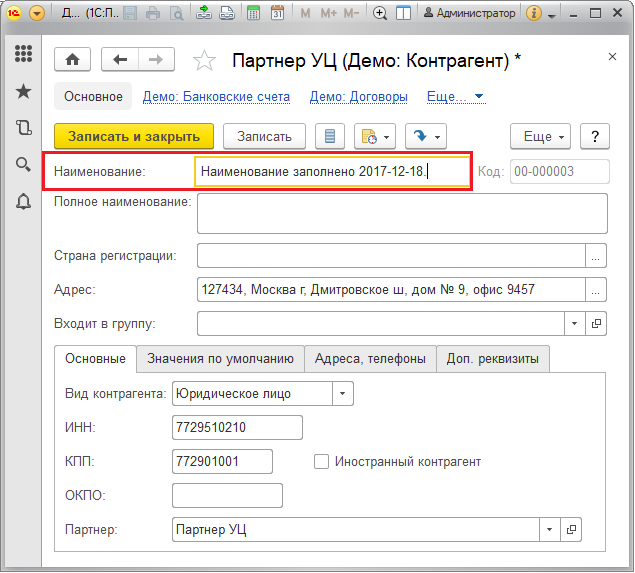 Д... (1С:П... M M+ M- Администратор
Партнер УЦ (Демо: Контрагент) *
Основное Демо: Банковские счета Демо: Договоры Еще...
Записать и закрыть Записать Еще ?
Наименование: Наименование заполнено 2017-12-18. Код: 00-000003
Полное наименование:
Страна регистрации: ...
Адрес: 127434, Москва г, Дмитровское ш, дом № 9, офис 9457 ...
Входит в группу:
Основные Значения по умолчанию Адреса, телефоны Доп. реквизиты
Вид контрагента: Юридическое лицо
ИНН: 7729510210
КПП: 772901001 Иностранный контрагент
ОКПО:
Партнер: Партнер УЦ